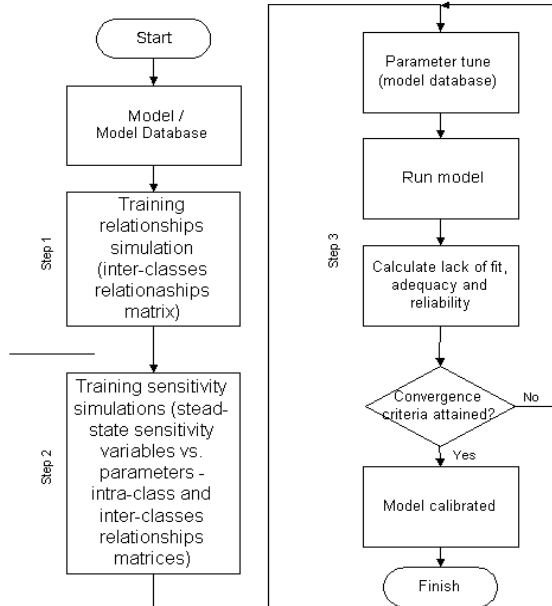 Start
Model /
Model Database
Step 1
Training
relationships
simulation
(inter-classes
relationaships
matrix)
Step 2
Training sensitivity
simulations (stead-
state sensitivity
variables vs.
parameters -
intra-class and
inter-classes
relationships
matrices)
Step 3
Parameter tune
(model database)
Run model
Calculate lack of fit,
adequacy and
reliability
Convergence
criteria attained?
No
Yes
Model calibrated
Finish